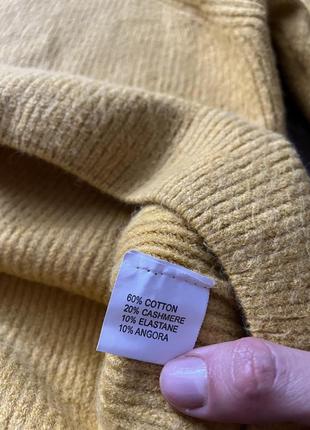 60% COTTON
20% CASHMERE
10% ELASTANE
10% ANGORA